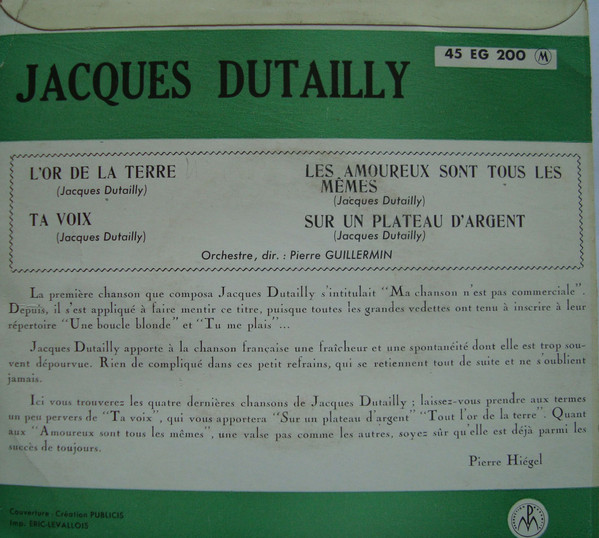 45 EG 200 M
JACQUES DUTAILLY
L'OR DE LA TERRE
(Jacques Dutailly)
TA VOIX
(Jacques Dutailly)
LES AMOUREUX SONT TOUS LES
MÊMES
(Jacques Dutailly)
SUR UN PLATEAU D'ARGENT
(Jacques Dutailly)
Orchestre, dir. : Pierre GUILLERMIN
La première chanson que composa Jacques Dutailly s'intitulait "Ma chanson n'est pas commerciale".
Depuis, il s'est appliqué à faire mentir ce titre, puisque toutes les grandes vedettes ont tenu à inscrire à leur
répertoire "Une boucle blonde" et "Tu me plais"...
Jacques Dutailly apporte à la chanson française une fraîcheur et une spontanéité dont elle est trop sou-
vent dépourvue. Rien de compliqué dans ces petit refrains, qui se retiennent tout de suite et ne s'oublient
jamais.
Ici vous trouverez les quatre dernières chansons de Jacques Dutailly ; laissez-vous prendre aux termes
un peu pervers de "Ta voix", qui vous apportera "Sur un plateau d'argent" "Tout l'or de la terre". Quant
aux "Amoureux sont tous les mêmes", une valse pas comme les autres, soyez sûr qu'elle est déjà parmi les
succès de toujours.
Pierre Hiégel
Couverture : Création PUBLICIS
Imp. ERIC-LEVALLOIS